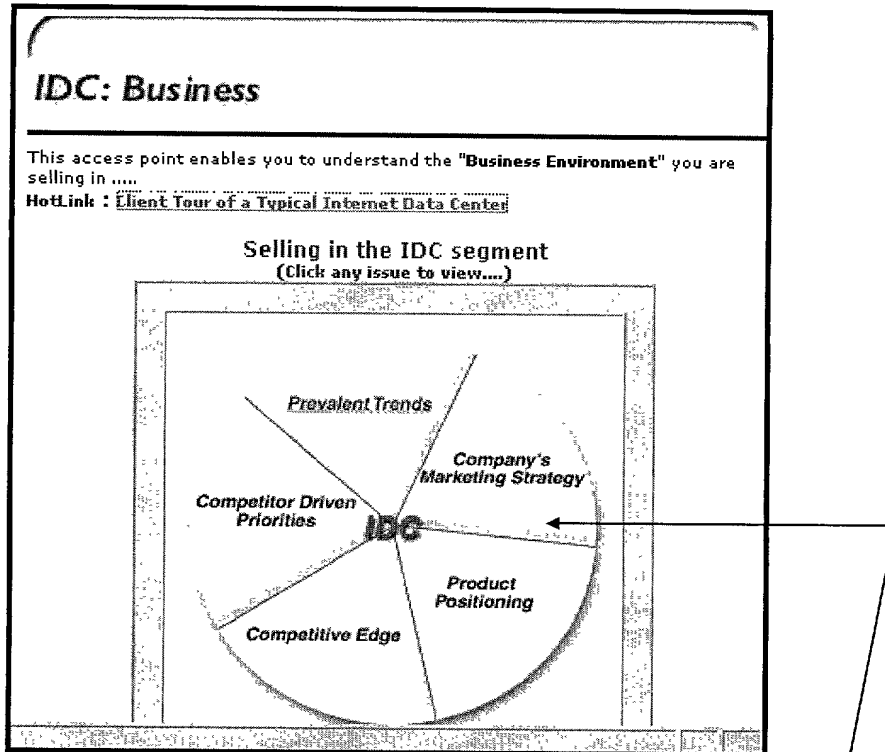 IDC: Business
This access point enables you to understand the "Business Environment" you are
selling in .....
HotLink : Client Tour of a Typical Internet Data Center
Selling in the IDC segment
(Click any issue to view....)
Prevalent Trends
Company's
Marketing Strategy
Competitor Driven
Priorities
IDC
Product
Positioning
Competitive Edge